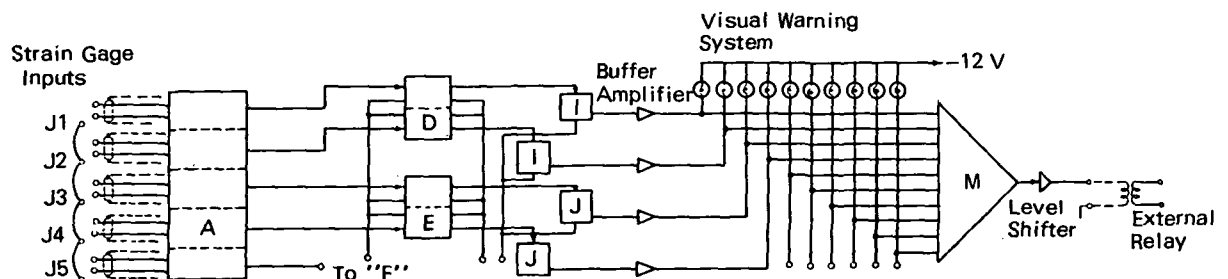 Visual Warning
System
Strain Gage
Inputs
−12 V
Buffer
Amplifier
I
J1
D
J2
I
M
J3
J
J4
A
E
Level
Shifter
External
Relay
J5
To "F"
J